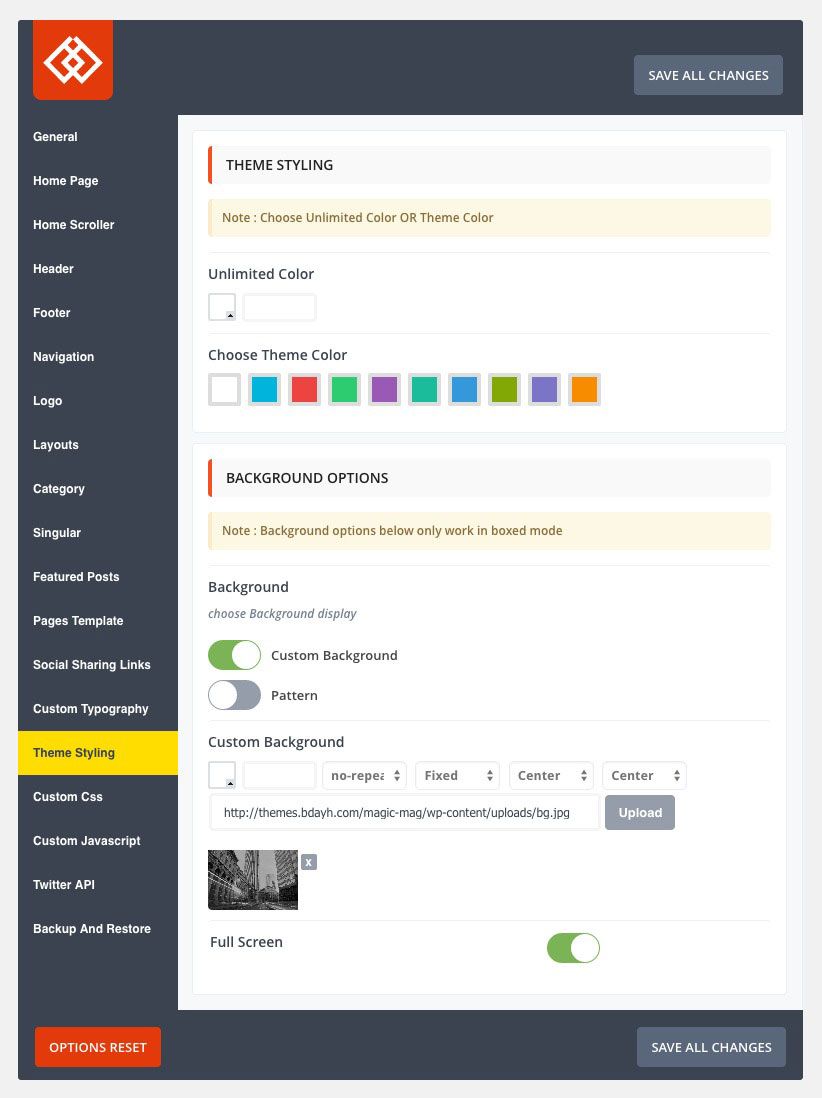 SAVE ALL CHANGES
General
Home Page
Home Scroller
Header
Footer
Navigation
Logo
Layouts
Category
Singular
Featured Posts
Pages Template
Social Sharing Links
Custom Typography
Theme Styling
Custom Css
Custom Javascript
Twitter API
Backup And Restore
THEME STYLING
Note : Choose Unlimited Color OR Theme Color
Unlimited Color
Choose Theme Color
BACKGROUND OPTIONS
Note : Background options below only work in boxed mode
Background
choose Background display
Custom Background
Pattern
Custom Background
no-repea Fixed Center Center
http://themes.bdayh.com/magic-mag/wp-content/uploads/bg.jpg Upload
x
Full Screen
OPTIONS RESET SAVE ALL CHANGES